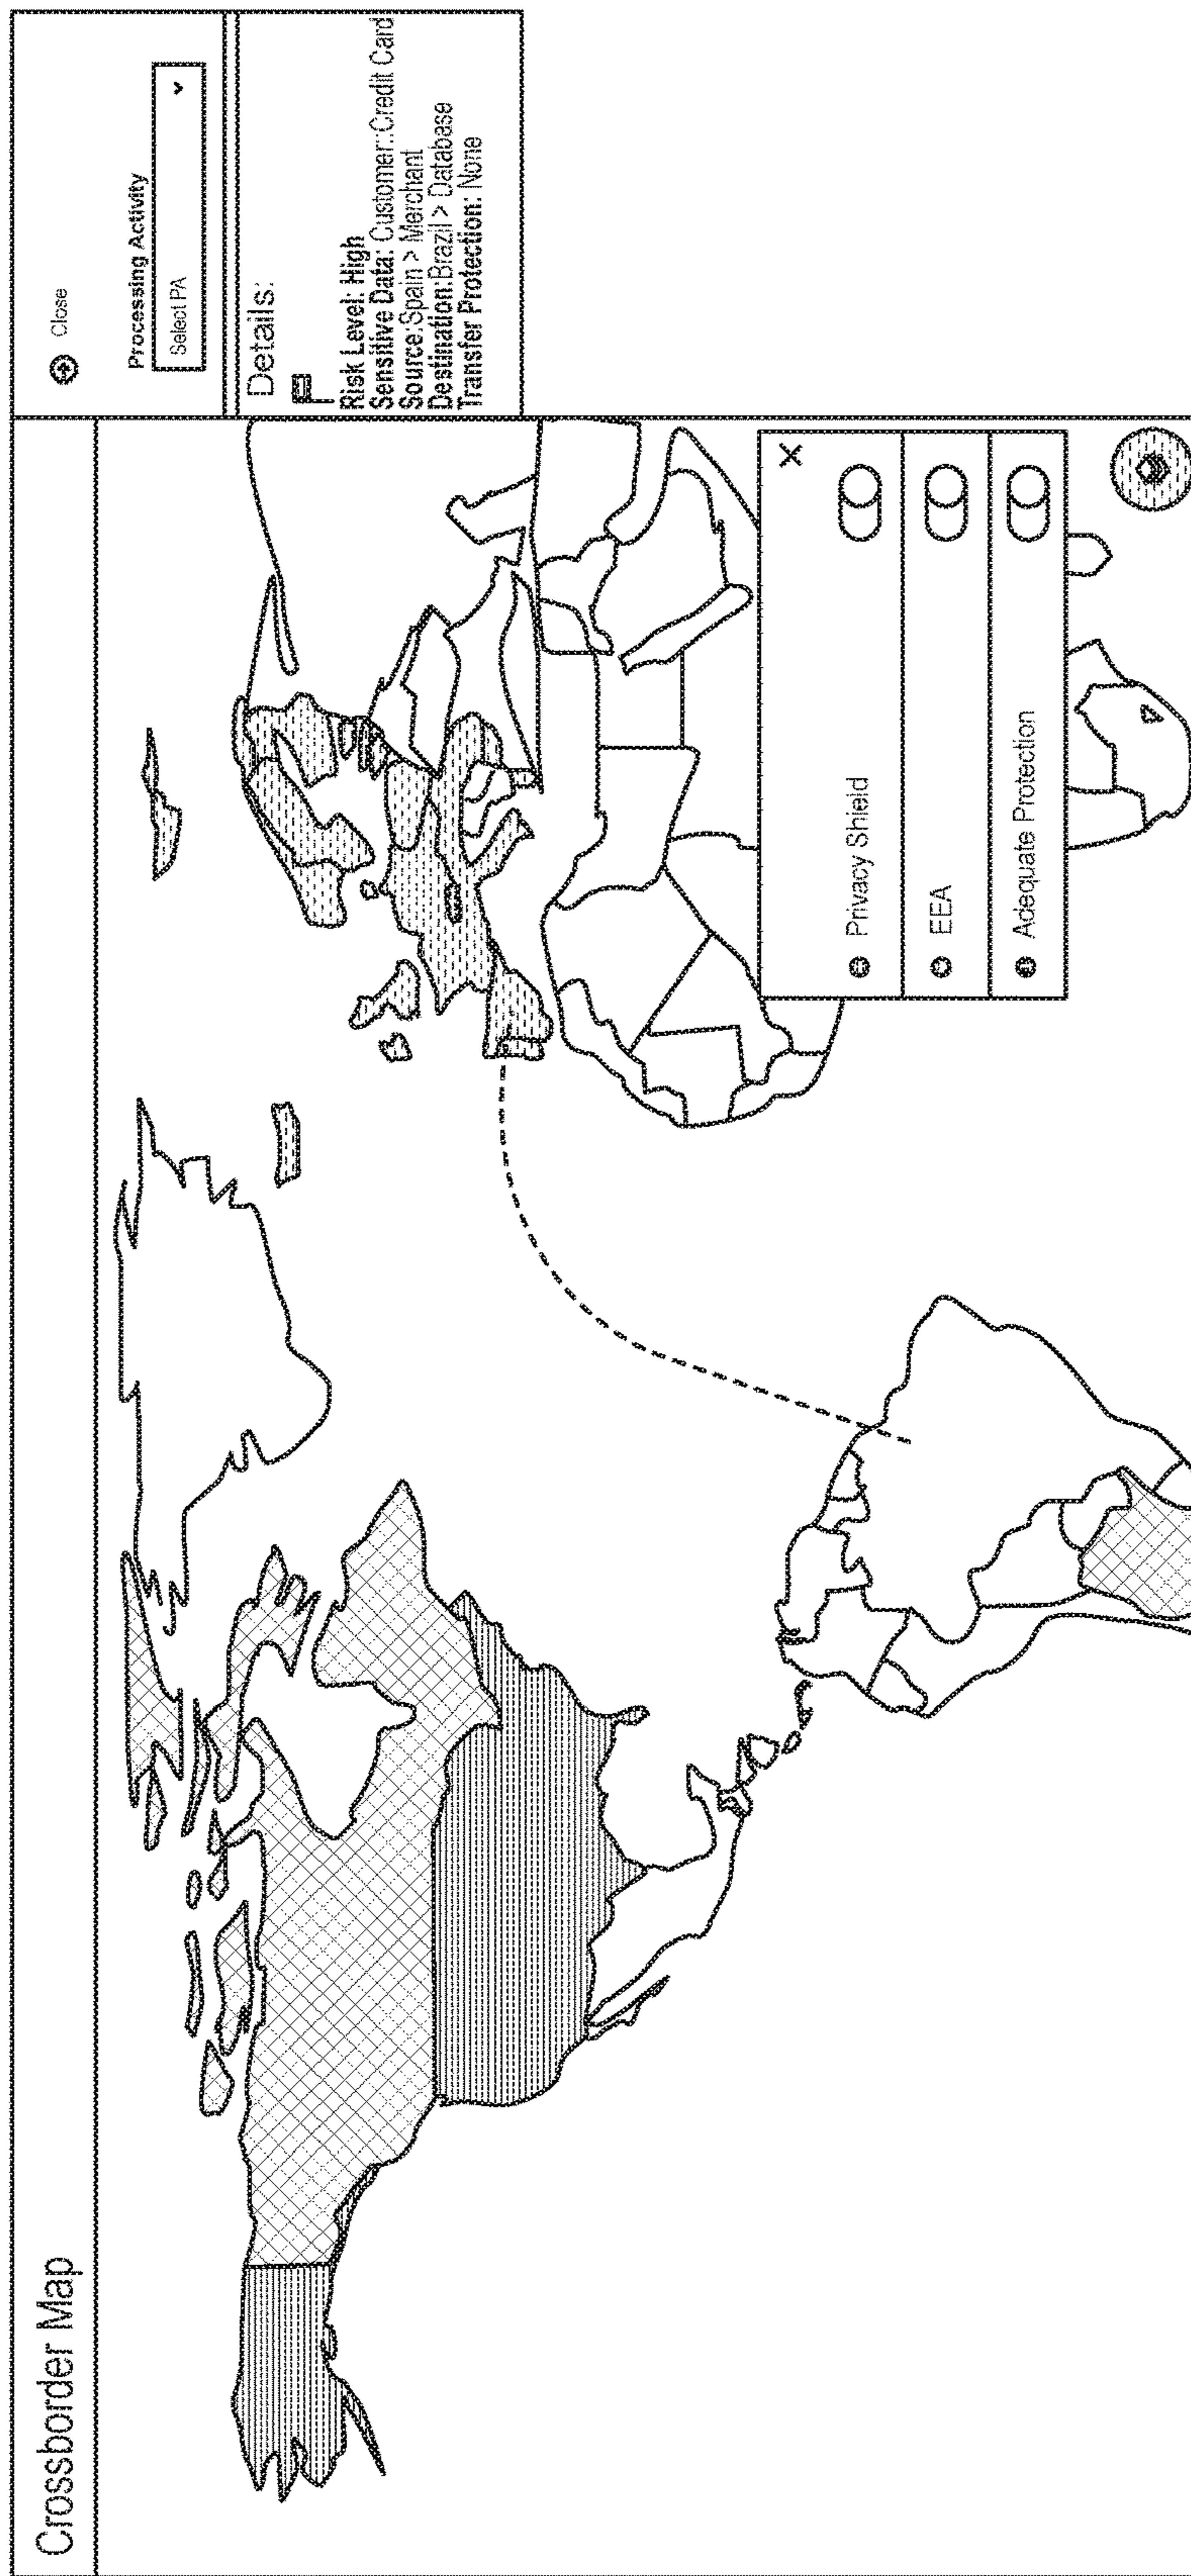 Crossborder Map
Close
Processing Activity
Select PA
Details:
Risk Level: High
Sensitive Data: Customer::Credit Card
Source:Spain > Merchant
Destination:Brazil > Database
Transfer Protection: None
Privacy Shield
EEA
Adequate Protection